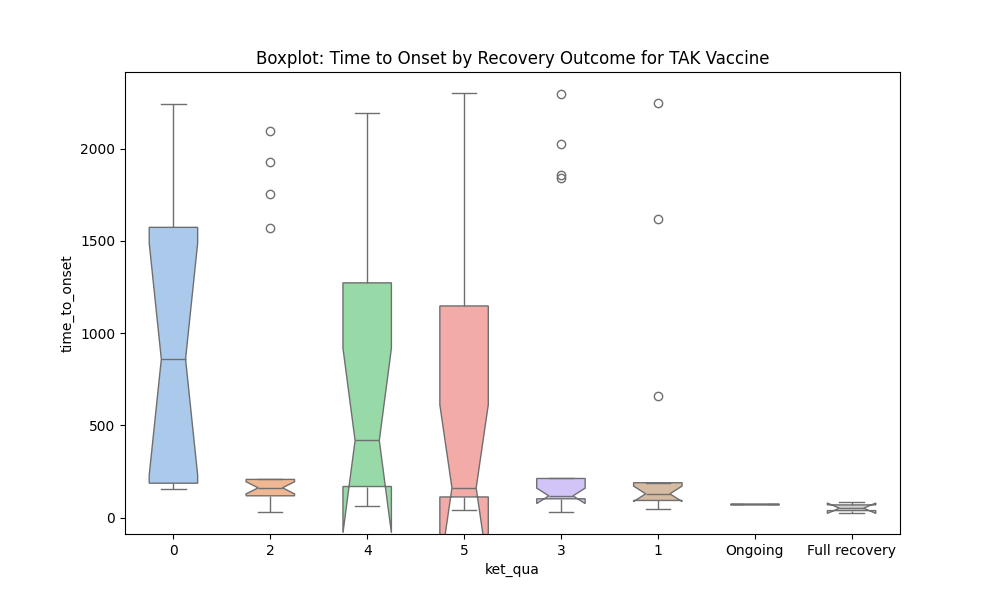 Boxplot: Time to Onset by Recovery Outcome for TAK Vaccine
2000
1500
1000
500
0
time_to_onset
0 2 4 5 3 1 Ongoing Full recovery
ket_qua